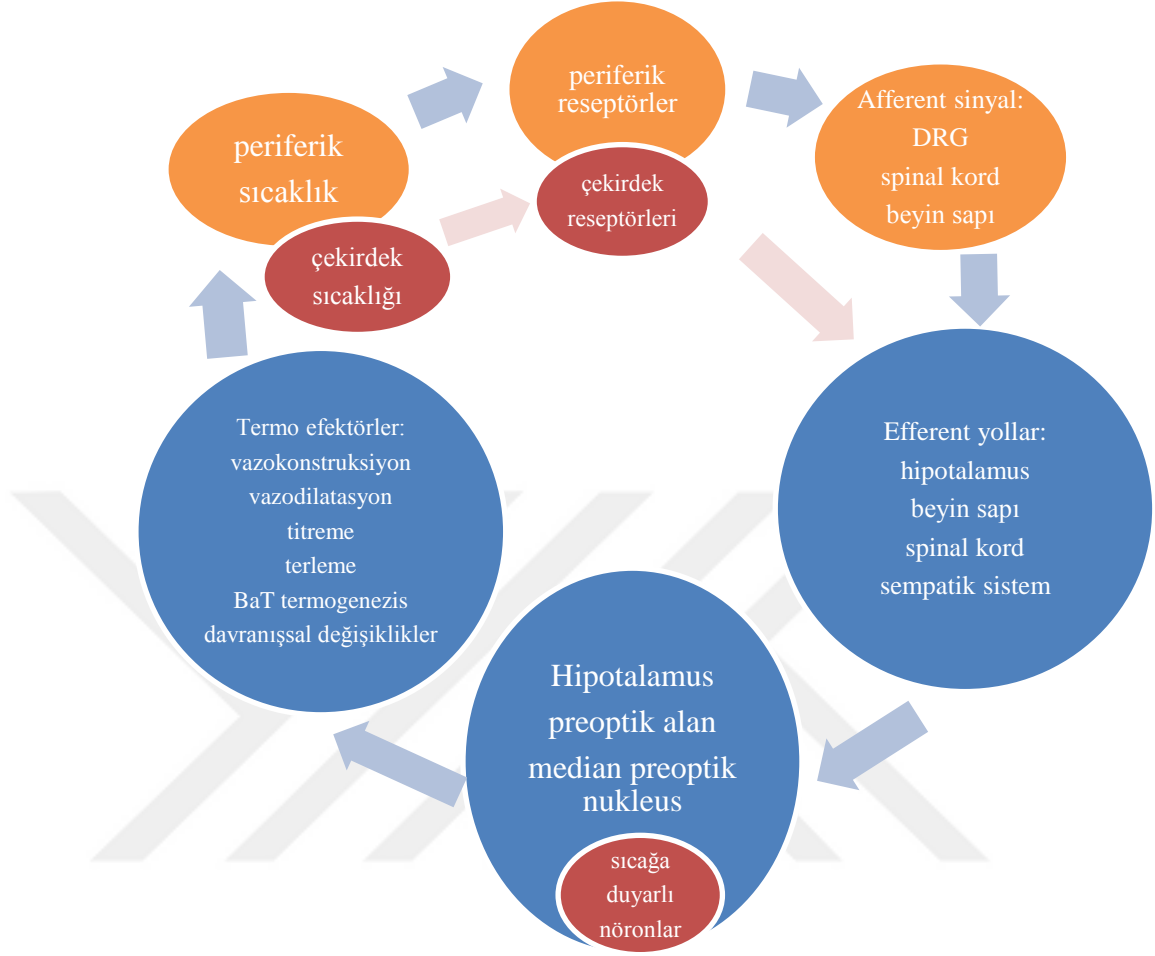 periferik
sıcaklık
çekirdek
sıcaklığı
periferik
reseptörler
çekirdek
reseptörleri
Afferent sinyal:
DRG
spinal kord
beyin sapı
Efferent yollar:
hipotalamus
beyin sapı
spinal kord
sempatik sistem
Hipotalamus
preoptik alan
median preoptik
nukleus
sıcağa
duyarlı
nöronlar
Termo efektörler:
vazokonstruksiyon
vazodilatasyon
titreme
terleme
BaT termogenezis
davranışsal değişiklikler